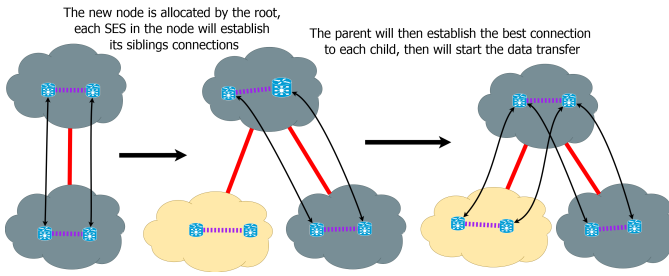 The new node is allocated by the root,
each SES in the node will establish
its siblings connections
The parent will then establish the best connection
to each child, then will start the data transfer